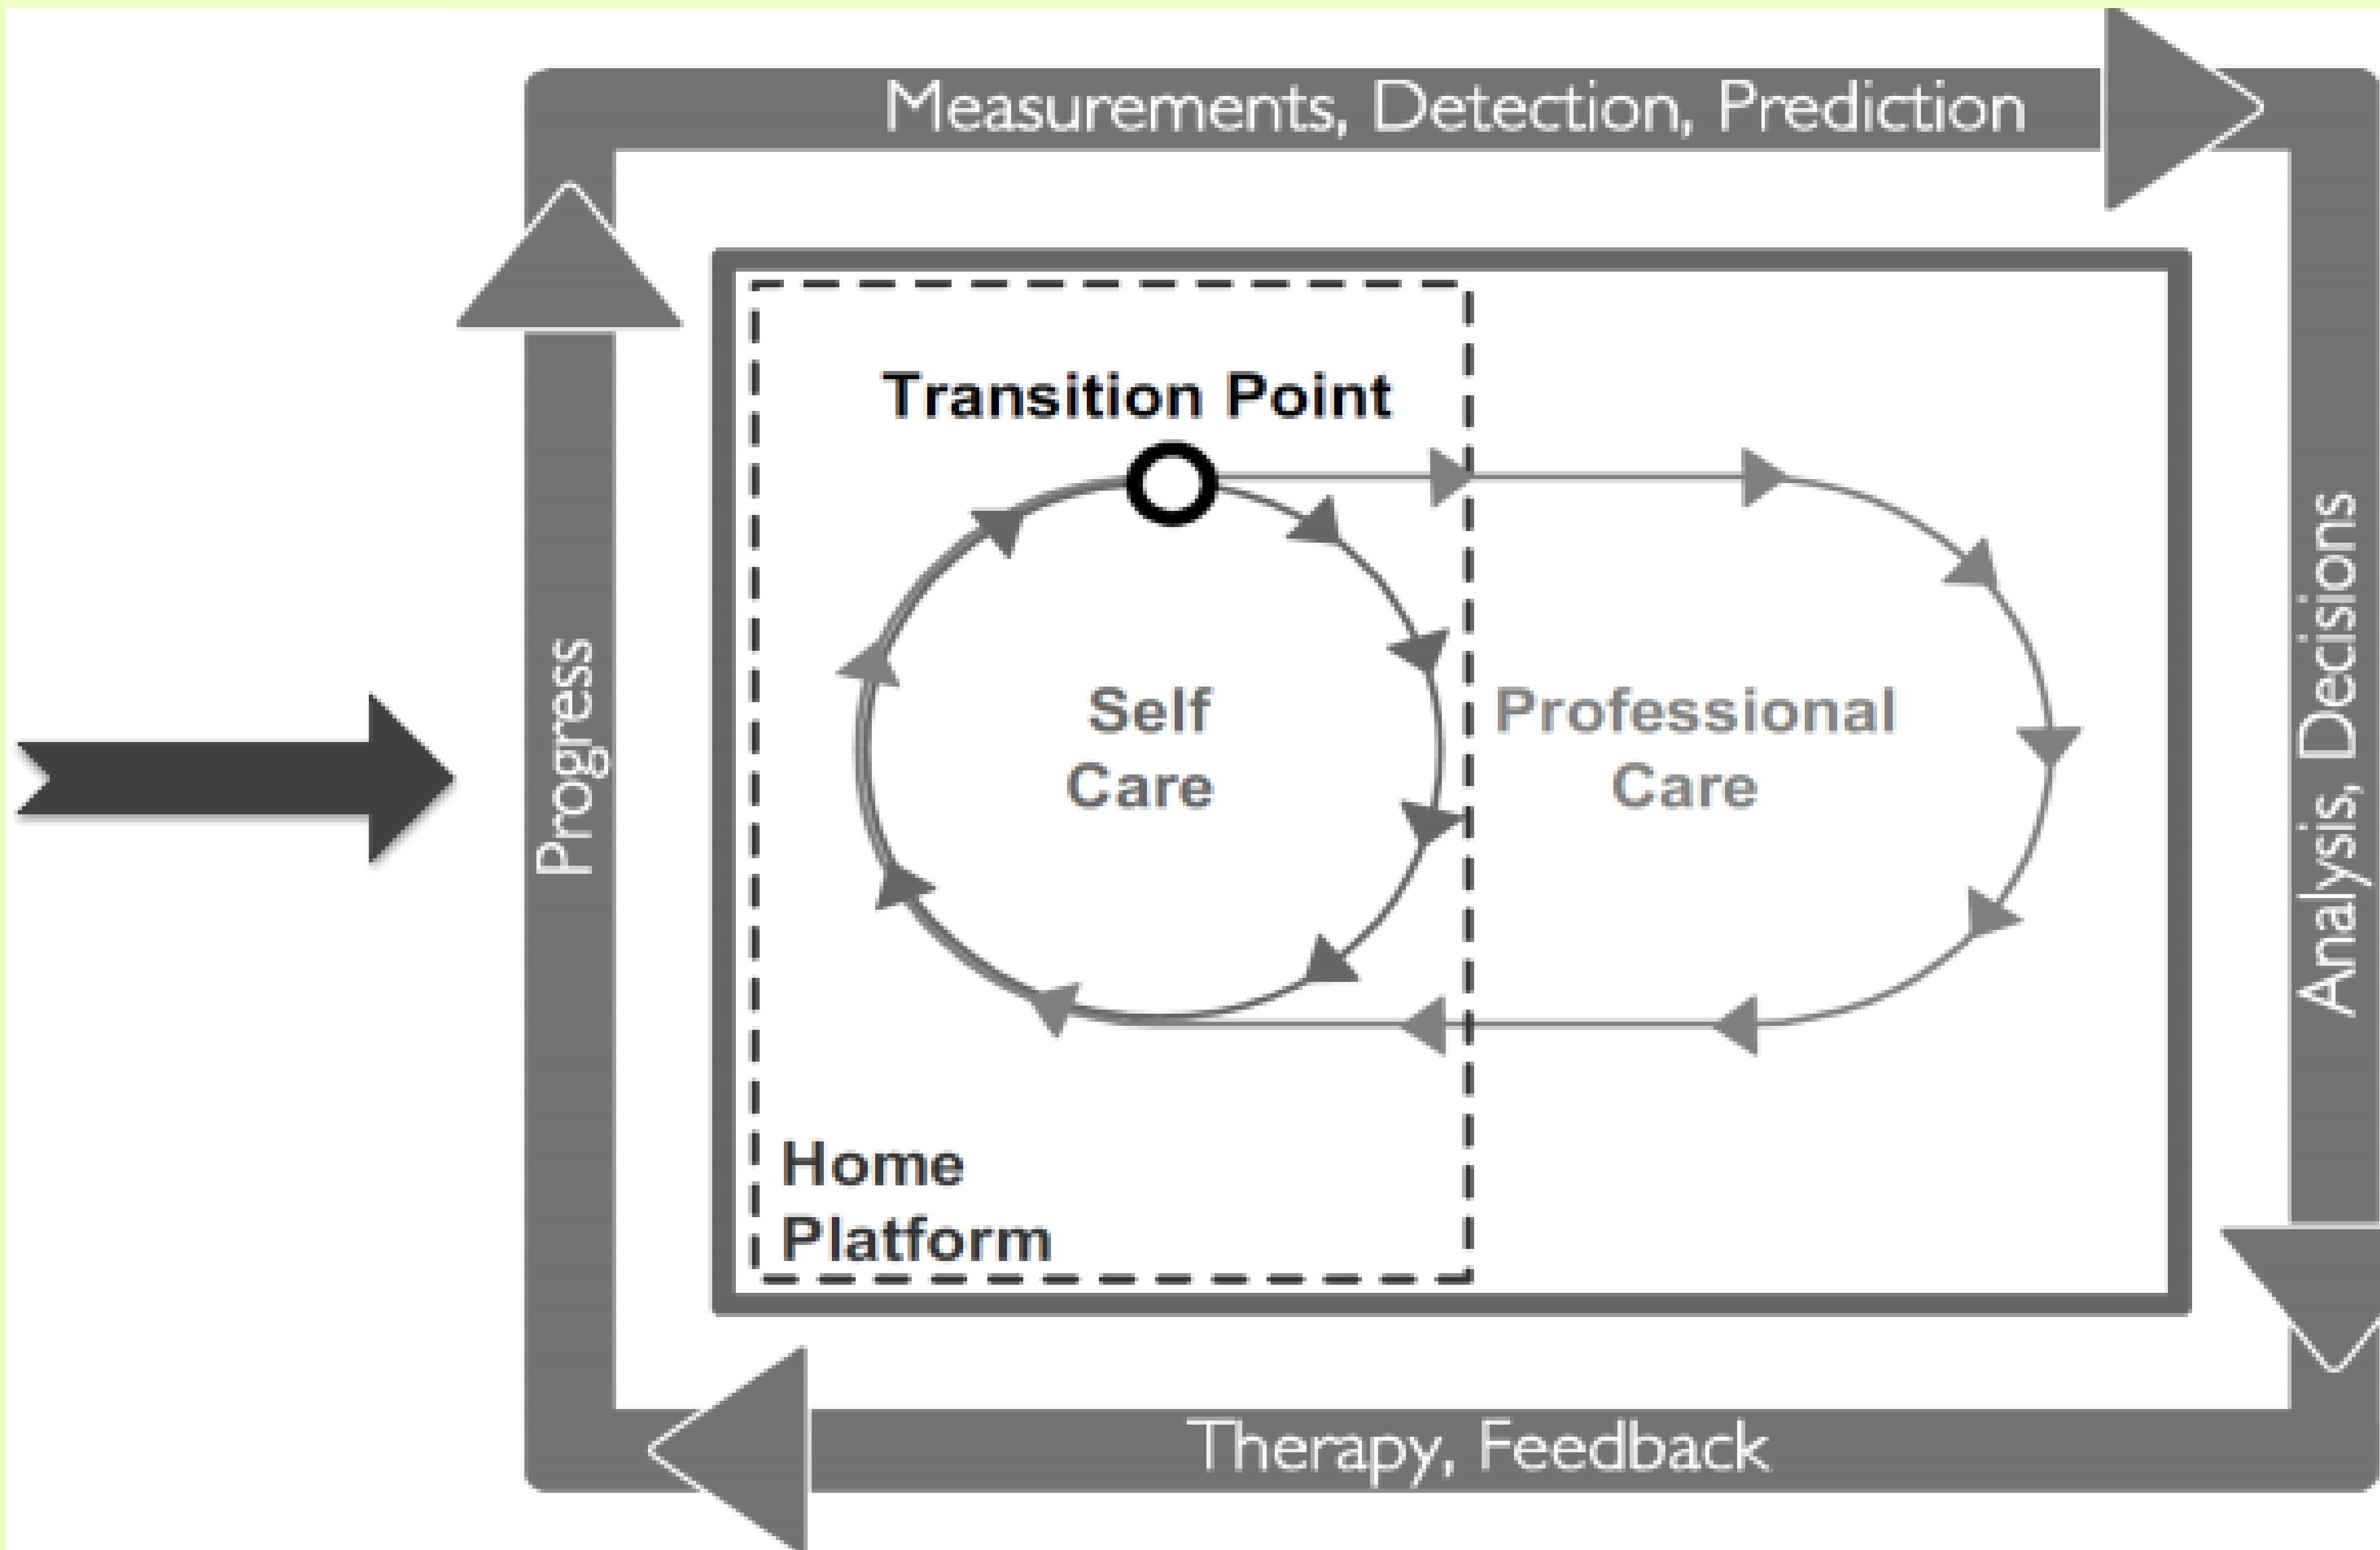 Measurements, Detection, Prediction
Transition Point
Progress
Self
Care
Professional
Care
Analysis, Decisions
Home
Platform
Therapy, Feedback